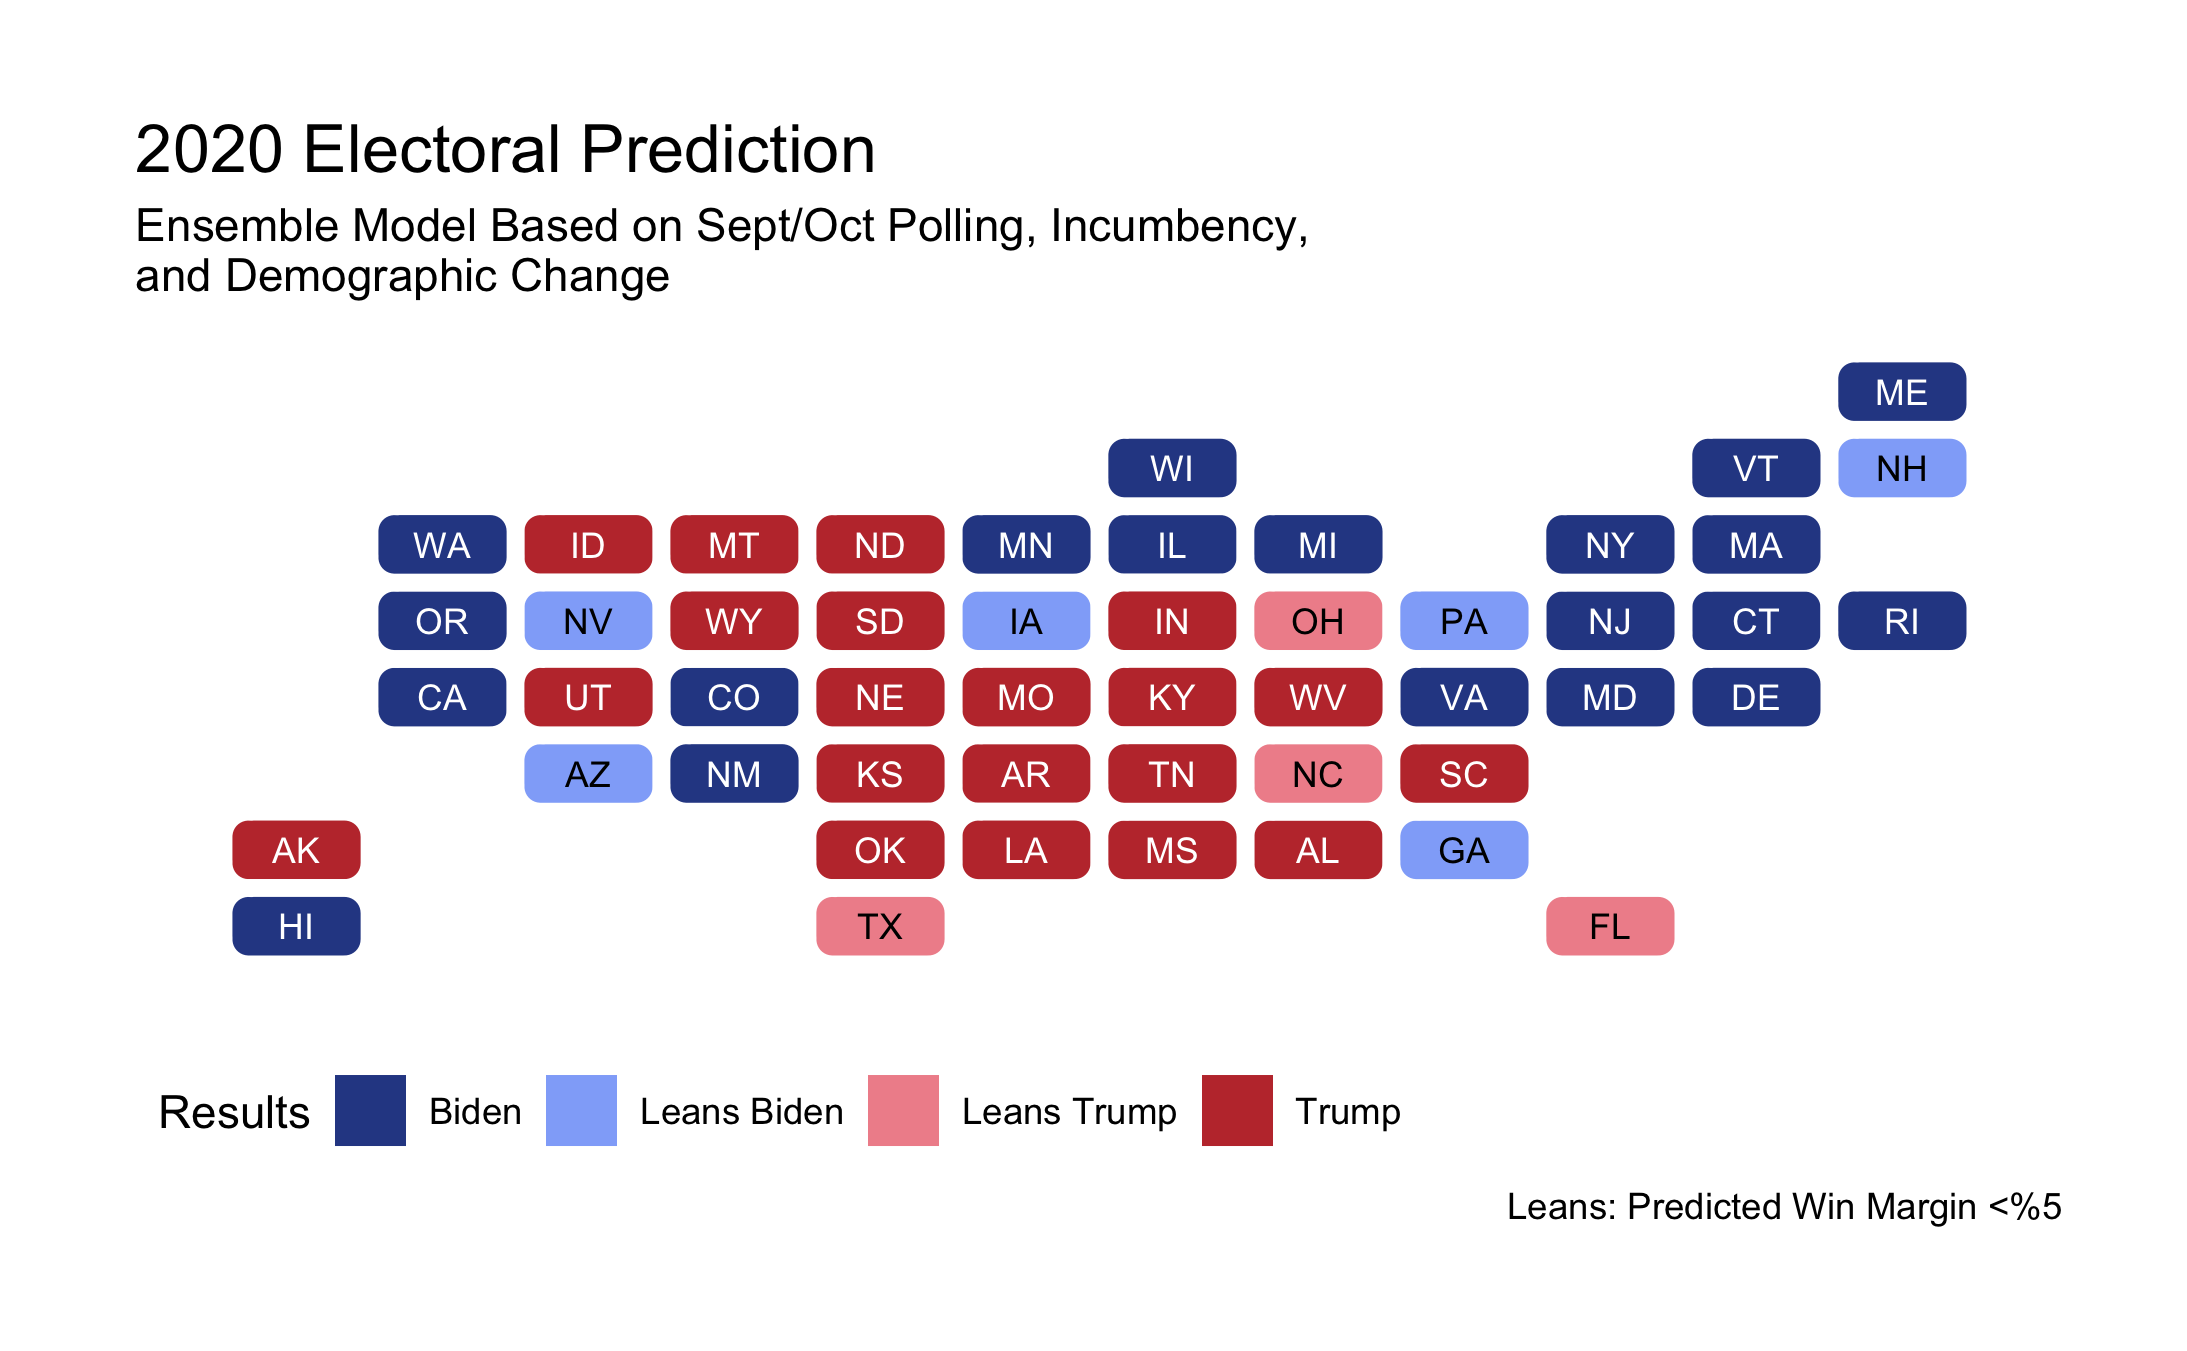 2020 Electoral Prediction
Ensemble Model Based on Sept/Oct Polling, Incumbency,
and Demographic Change
ME
WI VT NH
WA ID MT ND MN IL MI NY MA
OR NV WY SD IA IN OH PA NJ CT RI
CA UT CO NE MO KY WV VA MD DE
AZ NM KS AR TN NC SC
AK OK LA MS AL GA
HI TX FL
Results Biden Leans Biden Leans Trump Trump
Leans: Predicted Win Margin <%5